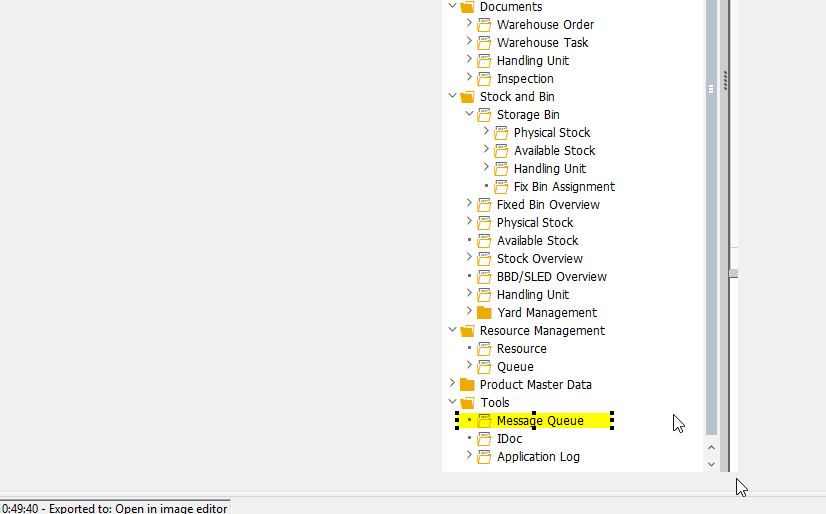 Documents
Warehouse Order
Warehouse Task
Handling Unit
Inspection
Stock and Bin
Storage Bin
Physical Stock
Available Stock
Handling Unit
Fix Bin Assignment
Fixed Bin Overview
Physical Stock
Available Stock
Stock Overview
BBD/SLED Overview
Handling Unit
Yard Management
Resource Management
Resource
Queue
Product Master Data
Tools
Message Queue
IDoc
Application Log
0:49:40 - Exported to: Open in image editor